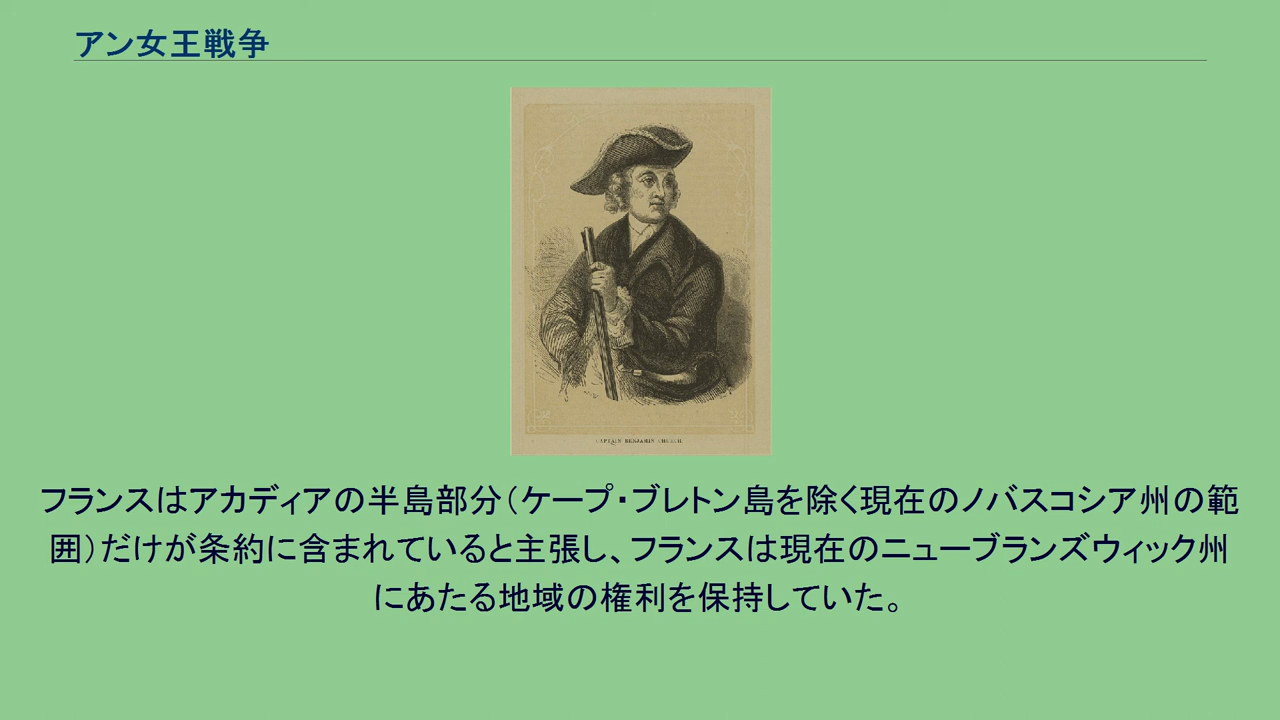 アン女王戦争
CAPTAIN BENJAMIN CHURCH
フランスはアカディアの半島部分(ケープ・ブレトン島を除く現在のノバスコシア州の範
囲)だけが条約に含まれていると主張し、フランスは現在のニューブランズウィック州
にあたる地域の権利を保持していた。